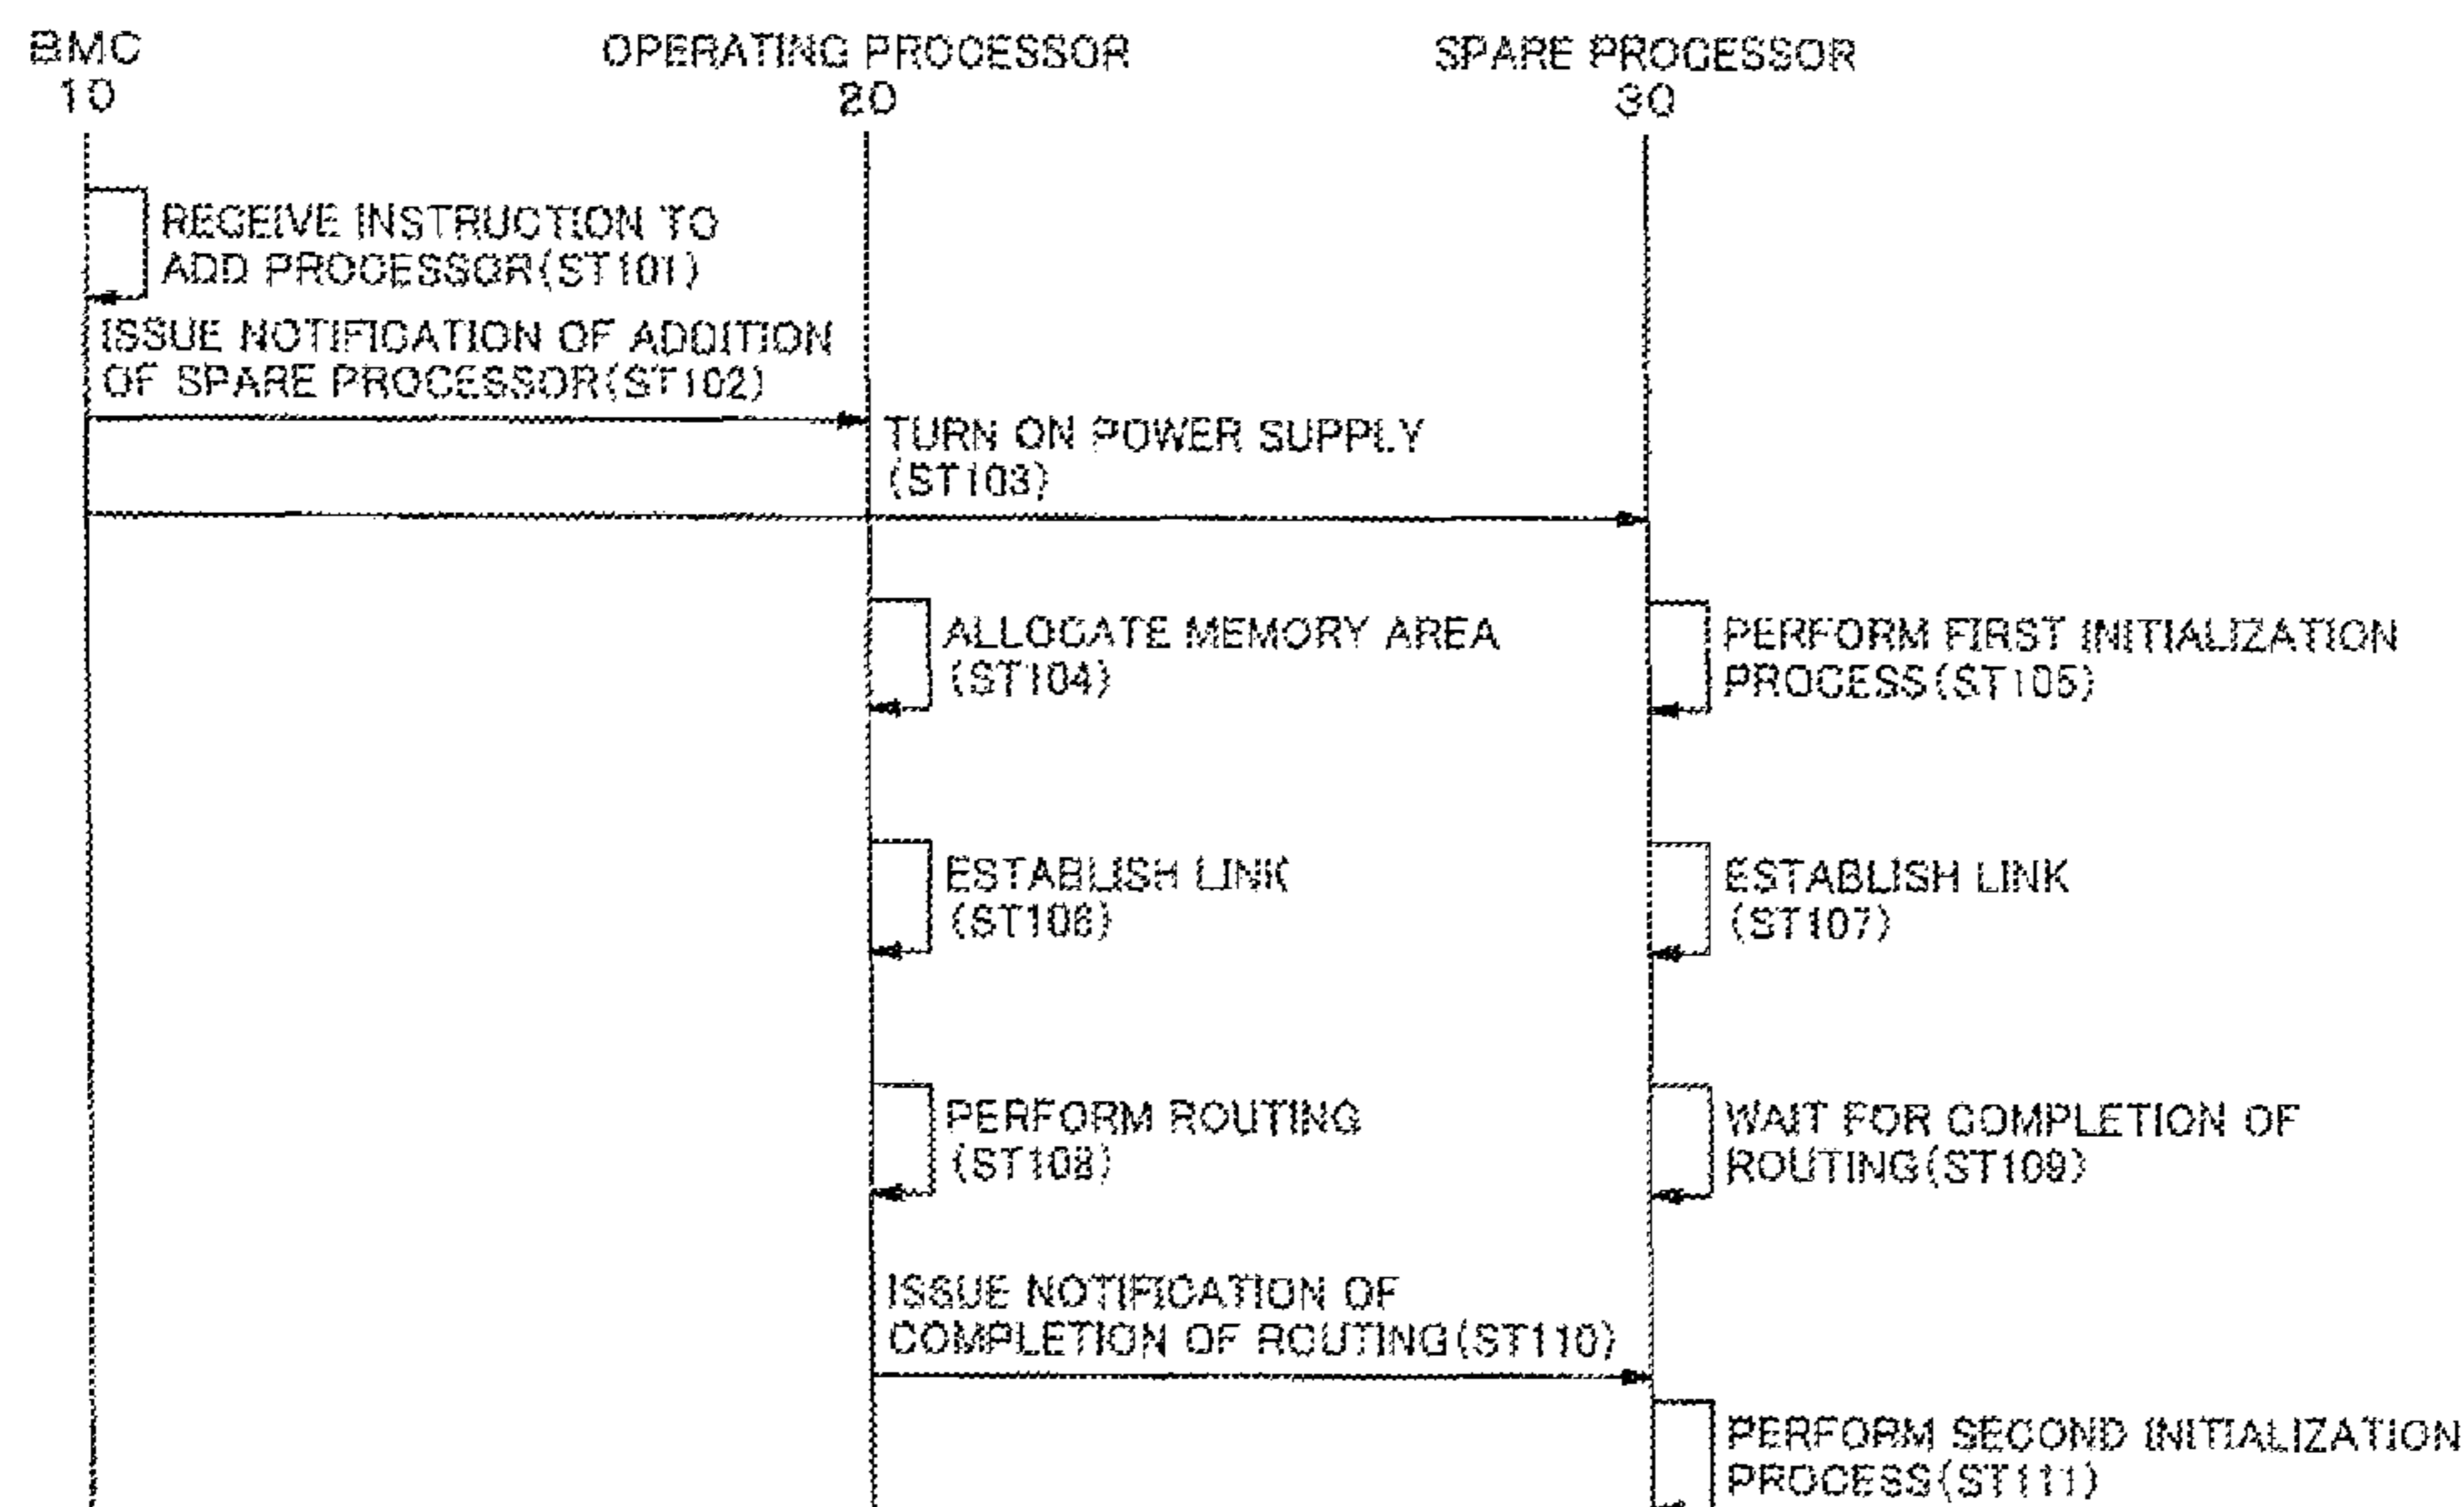 BMC
10
OPERATING PROCESSOR
20
SPARE PROCESSOR
30
RECEIVE INSTRUCTION TO
ADD PROCESSOR(ST101)
ISSUE NOTIFICATION OF ADDITION
OF SPARE PROCESSOR(ST102)
TURN ON POWER SUPPLY
(ST103)
ALLOCATE MEMORY AREA
(ST104)
PERFORM FIRST INITIALIZATION
PROCESS(ST105)
ESTABLISH LINK
(ST106)
ESTABLISH LINK
(ST107)
PERFORM ROUTING
(ST108)
WAIT FOR COMPLETION OF
ROUTING(ST109)
ISSUE NOTIFICATION OF
COMPLETION OF ROUTING(ST110)
PERFORM SECOND INITIALIZATION
PROCESS(ST111)